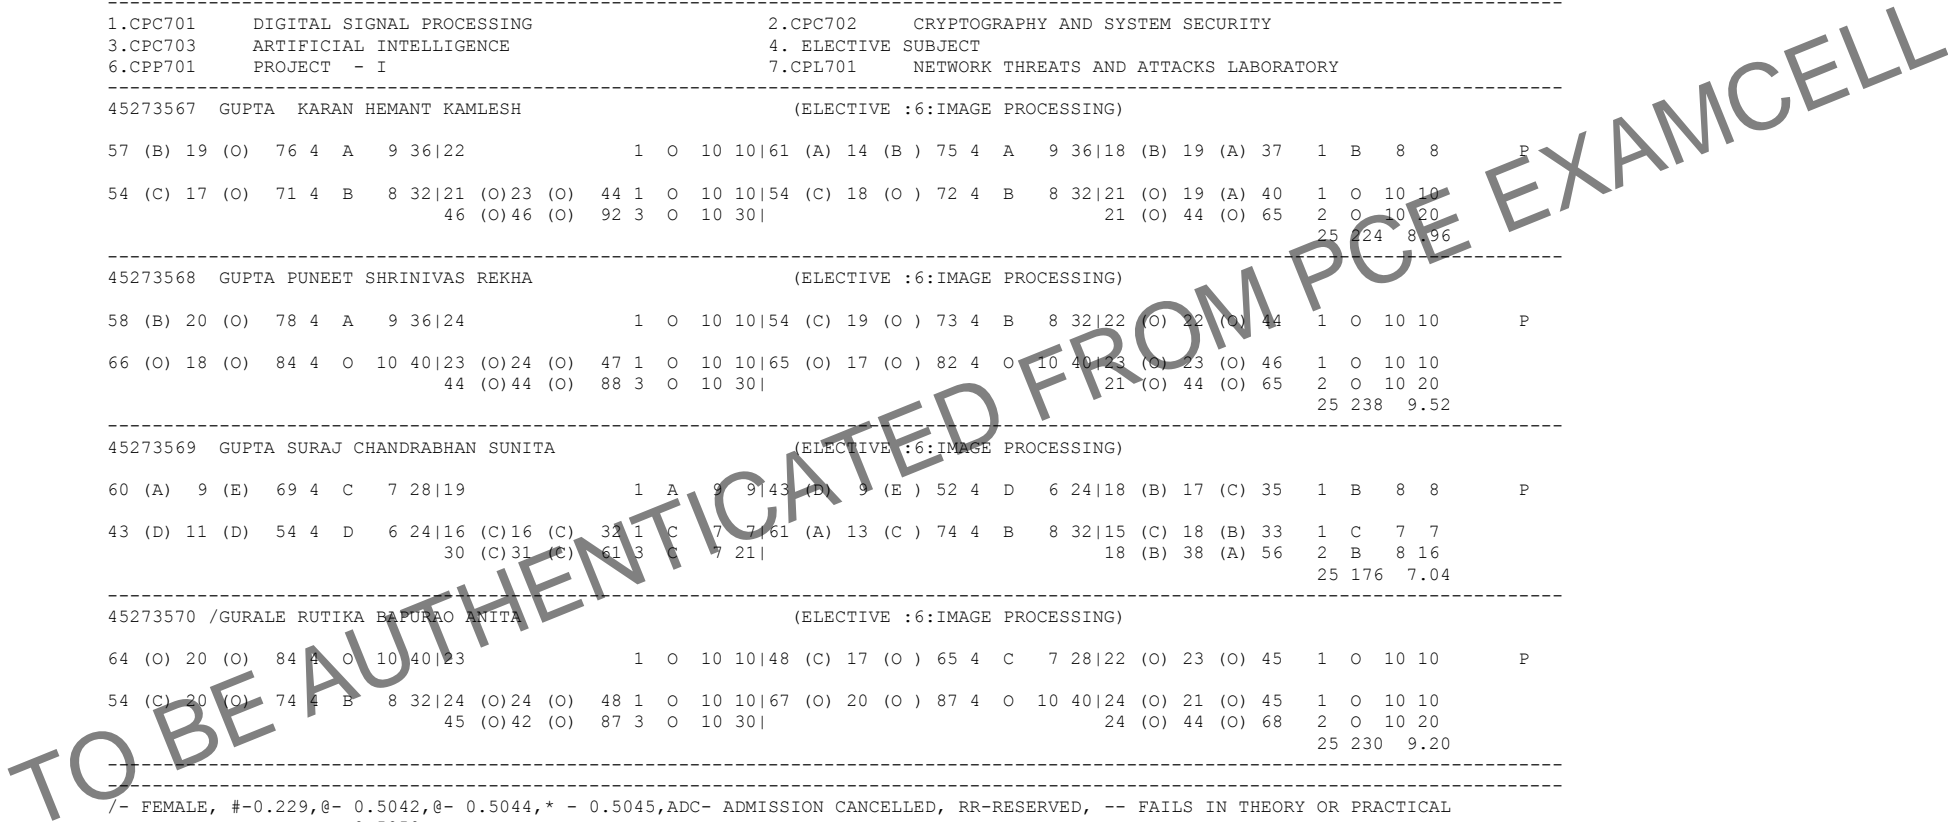 1.CPC701 DIGITAL SIGNAL PROCESSING 2.CPC702 CRYPTOGRAPHY AND SYSTEM SECURITY
3.CPC703 ARTIFICIAL INTELLIGENCE 4. ELECTIVE SUBJECT
6.CPP701 PROJECT - I 7.CPL701 NETWORK THREATS AND ATTACKS LABORATORY
45273567 GUPTA KARAN HEMANT KAMLESH (ELECTIVE :6:IMAGE PROCESSING)
57 (B) 19 (O) 76 4 A 9 36|22 1 O 10 10|61 (A) 14 (B ) 75 4 A 9 36|18 (B) 19 (A) 37 1 B 8 8 P
54 (C) 17 (O) 71 4 B 8 32|21 (O)23 (O) 44 1 O 10 10|54 (C) 18 (O ) 72 4 B 8 32|21 (O) 19 (A) 40 1 O 10 10
46 (O)46 (O) 92 3 O 10 30| 21 (O) 44 (O) 65 2 O 10 20
25 224 8.96
45273568 GUPTA PUNEET SHRINIVAS REKHA (ELECTIVE :6:IMAGE PROCESSING)
58 (B) 20 (O) 78 4 A 9 36|24 1 O 10 10|54 (C) 19 (O ) 73 4 B 8 32|22 (O) 22 (O) 44 1 O 10 10 P
66 (O) 18 (O) 84 4 O 10 40|23 (O)24 (O) 47 1 O 10 10|65 (O) 17 (O ) 82 4 O 10 40|23 (O) 23 (O) 46 1 O 10 10
44 (O)44 (O) 88 3 O 10 30| 21 (O) 44 (O) 65 2 O 10 20
25 238 9.52
45273569 GUPTA SURAJ CHANDRABHAN SUNITA (ELECTIVE :6:IMAGE PROCESSING)
60 (A) 9 (E) 69 4 C 7 28|19 1 A 9 9|43 (D) 9 (E ) 52 4 D 6 24|18 (B) 17 (C) 35 1 B 8 8 P
43 (D) 11 (D) 54 4 D 6 24|16 (C)16 (C) 32 1 C 7 7|61 (A) 13 (C ) 74 4 B 8 32|15 (C) 18 (B) 33 1 C 7 7
30 (C)31 (C) 61 3 C 7 21| 18 (B) 38 (A) 56 2 B 8 16
25 176 7.04
45273570 /GURALE RUTIKA BAPURAO ANITA (ELECTIVE :6:IMAGE PROCESSING)
64 (O) 20 (O) 84 4 O 10 40|23 1 O 10 10|48 (C) 17 (O ) 65 4 C 7 28|22 (O) 23 (O) 45 1 O 10 10 P
54 (C) 20 (O) 74 4 B 8 32|24 (O)24 (O) 48 1 O 10 10|67 (O) 20 (O ) 87 4 O 10 40|24 (O) 21 (O) 45 1 O 10 10
45 (O)42 (O) 87 3 O 10 30| 24 (O) 44 (O) 68 2 O 10 20
25 230 9.20
/- FEMALE, #-0.229,@- 0.5042,@- 0.5044,* - 0.5045,ADC- ADMISSION CANCELLED, RR-RESERVED, -- FAILS IN THEORY OR PRACTICAL
TO BE AUTHENTICATED FROM PCE EXAMCELL